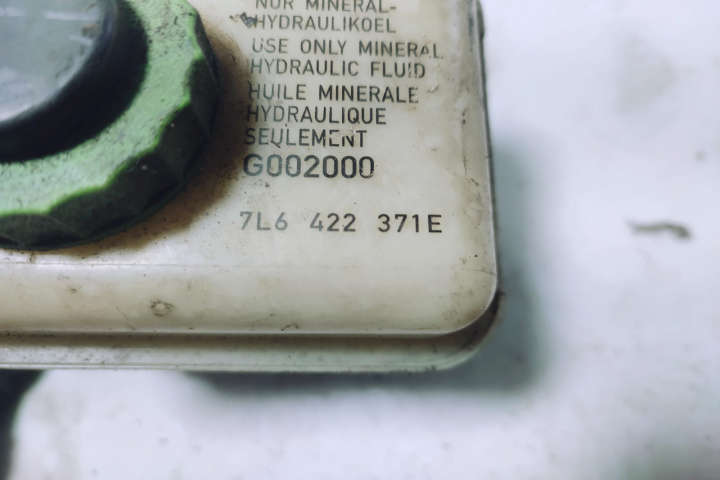 NUR MINERAL-
HYDRAULIKOEL
USE ONLY MINERAL
HYDRAULIC FLUID
HUILE MINERALE
HYDRAULIQUE
SEULEMENT
G002000
7L6 422 371E